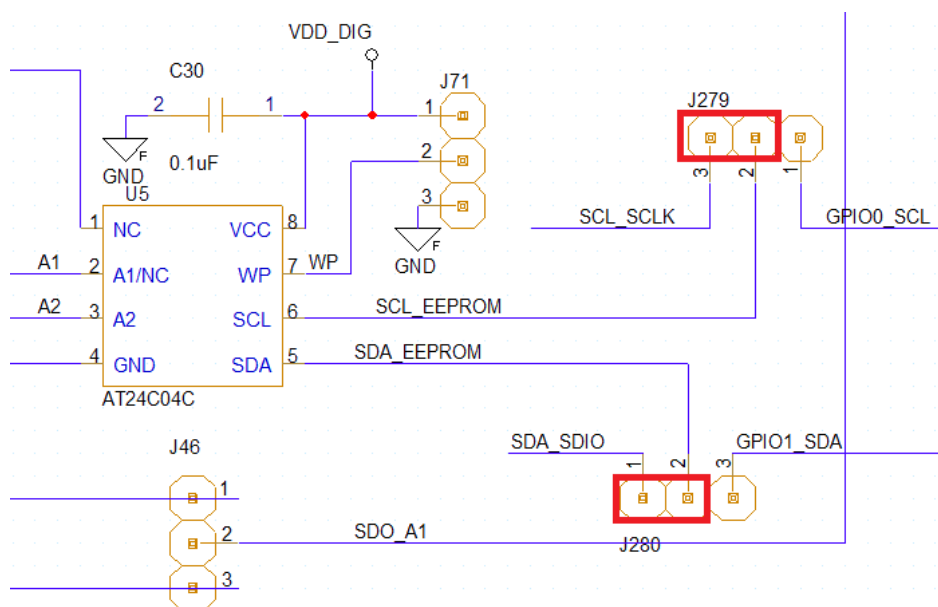 VDD_DIG
C30
J71
2
1
1
J279
F
0.1uF
2
GND
U5
3
3
2
1
1
NC
VCC
8
F
SCL_SCLK
GPIO0_SCL
GND
A1
2
A1/NC
WP
7
WP
A2
3
A2
SCL
6
SCL_EEPROM
4
GND
SDA
5
SDA_EEPROM
AT24C04C
J46
SDA_SDIO
GPIO1_SDA
1
2
3
1
2
SDO_A1
J280
3